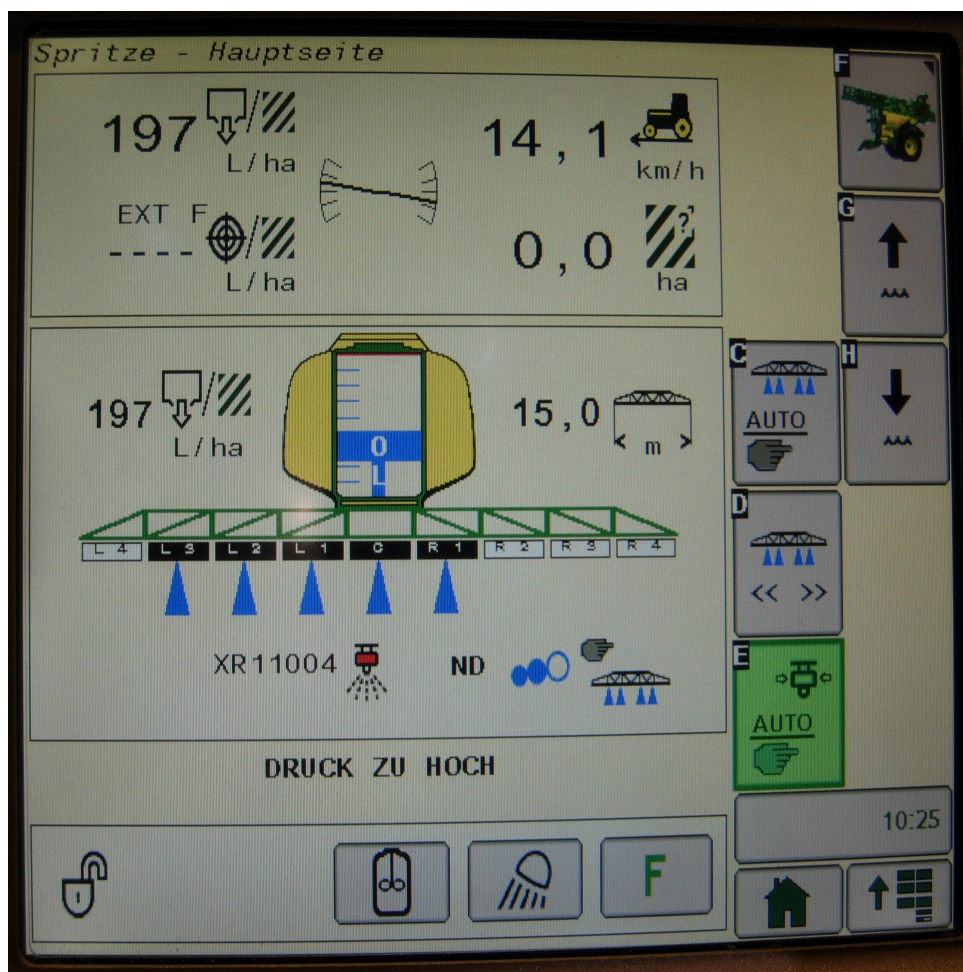 Spritze - Hauptseite
197 L/ha
14,1 km/h
EXT F
---- L/ha
0,0 ha
?
F
G
197 L/ha
0 L
15,0 m
C
AUTO
H
L 4 L 3 L 2 L 1 C R 1 R 2 R 3 R 4
D
<< >>
XR11004 ND
E
AUTO
DRUCK ZU HOCH
10:25
F